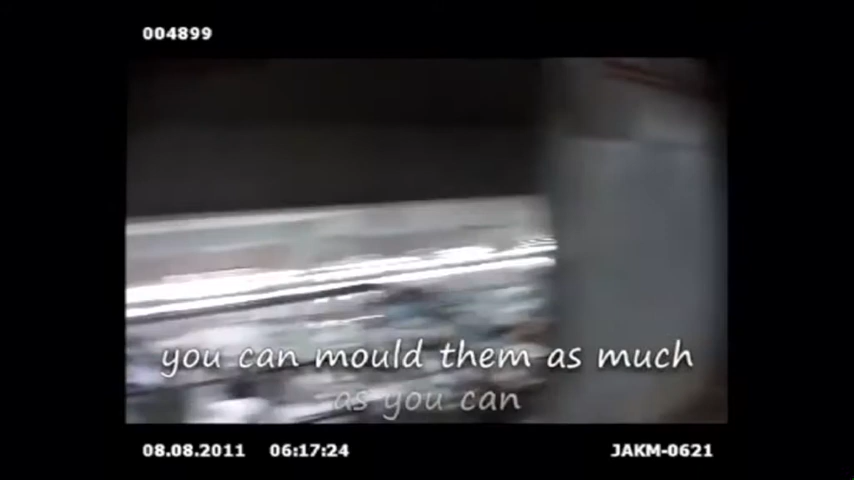 004899
you can mould them as much
as you can
08.08.2011 06:17:24 JAKM-0621